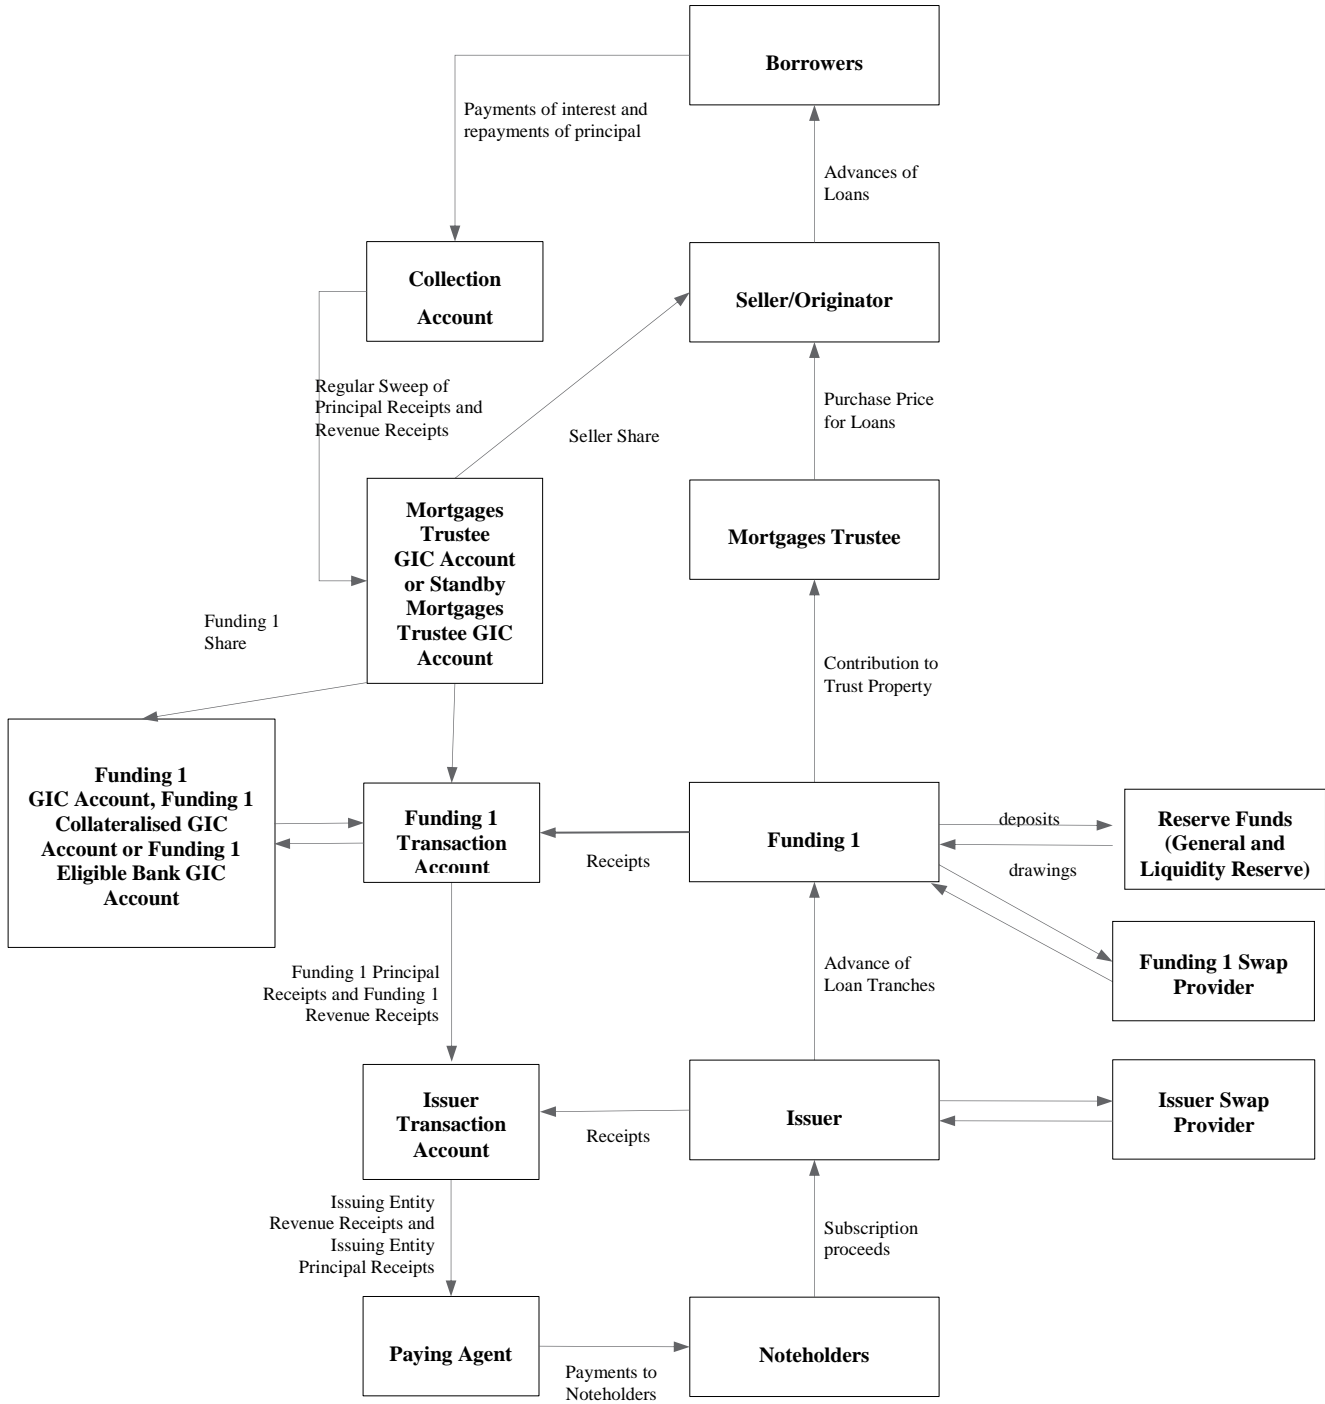 Borrowers
Payments of interest and
repayments of principal
Advances of
Loans
Collection
Account
Seller/Originator
Regular Sweep of
Principal Receipts and
Revenue Receipts
Purchase Price
for Loans
Seller Share
Mortgages
Trustee
GIC Account
or Standby
Mortgages
Trustee GIC
Account
Mortgages Trustee
Funding 1
Share
Contribution to
Trust Property
Funding 1
GIC Account, Funding 1
Collateralised GIC
Account or Funding 1
Eligible Bank GIC
Account
Funding 1
Transaction
Account
Receipts
Funding 1
deposits
drawings
Reserve Funds
(General and
Liquidity Reserve)
Funding 1 Swap
Provider
Funding 1 Principal
Receipts and Funding 1
Revenue Receipts
Advance of
Loan Tranches
Issuer
Transaction
Account
Receipts
Issuer
Issuer Swap
Provider
Issuing Entity
Revenue Receipts and
Issuing Entity
Principal Receipts
Subscription
proceeds
Paying Agent
Payments to
Noteholders
Noteholders